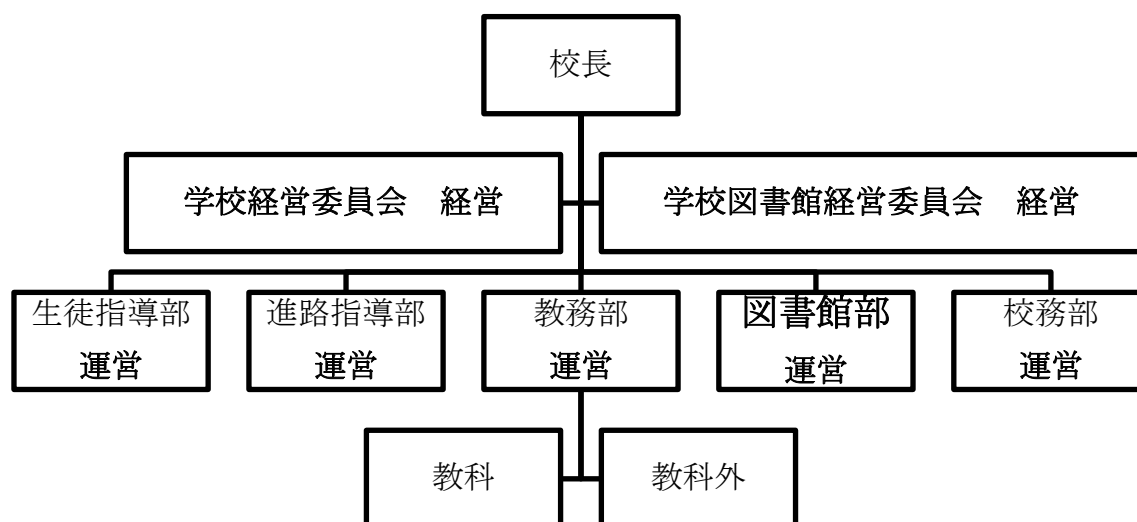 校長
学校経営委員会　経営
学校図書館経営委員会　経営
生徒指導部
運営
進路指導部
運営
教務部
運営
図書館部
運営
校務部
運営
教科
教科外